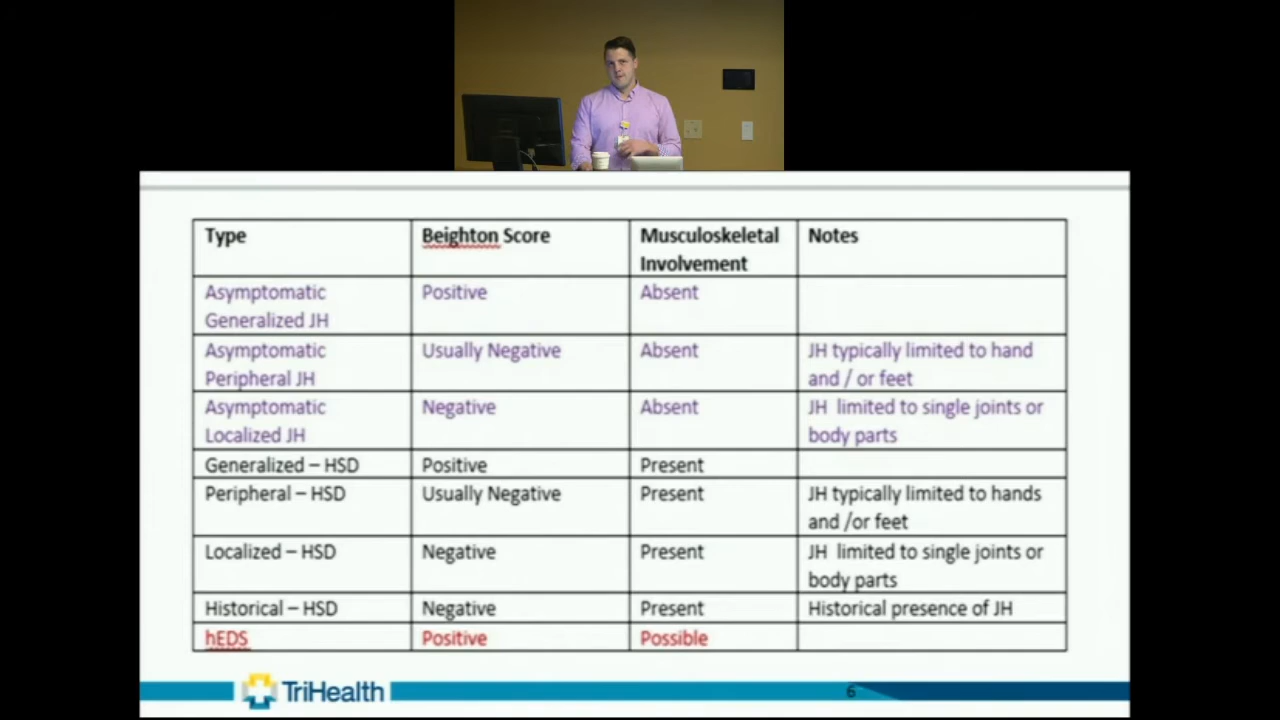 Type Beighton Score Musculoskeletal Involvement Notes
Asymptomatic Generalized JH Positive Absent
Asymptomatic Peripheral JH Usually Negative Absent JH typically limited to hand and / or feet
Asymptomatic Localized JH Negative Absent JH limited to single joints or body parts
Generalized – HSD Positive Present
Peripheral – HSD Usually Negative Present JH typically limited to hands and /or feet
Localized – HSD Negative Present JH limited to single joints or body parts
Historical – HSD Negative Present Historical presence of JH
hEDS Positive Possible
TriHealth
6